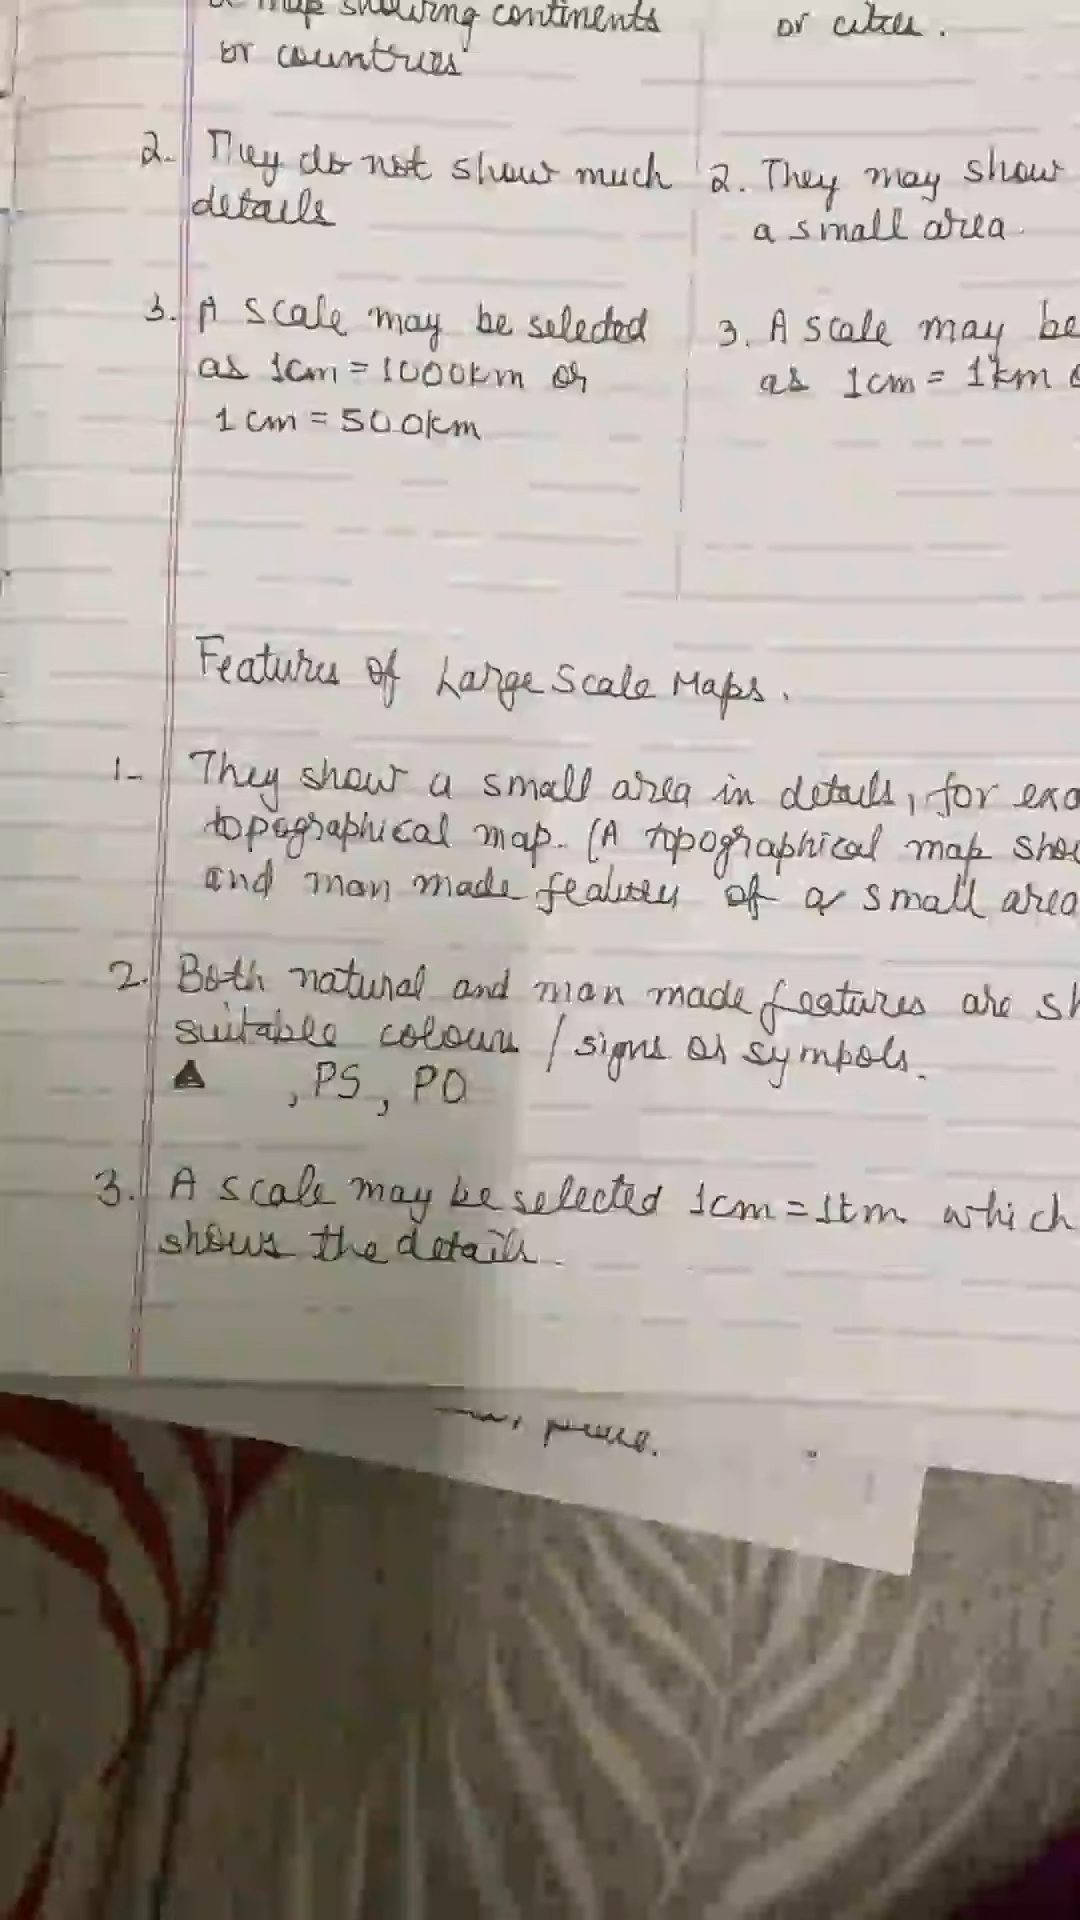 map showing continents
or countries
2. They do not show much
details
3. A scale may be selected
as 1cm = 1000km or
1 cm = 500km
or cities.
2. They may show
a small area.
3. A scale may be
as 1cm = 1km
Features of Large Scale Maps.
1- They show a small area in details, for
topographical map. (A topographical map
and man made features of a small area
2. Both natural and man made features are
suitable colours / signs or symbols.
, PS, PO
3. A scale may be selected 1cm = 1km which
shows the details.